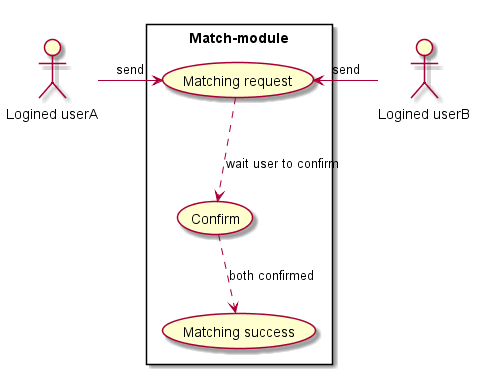 Match-module
send
Matching request
send
Logined userA
Logined userB
wait user to confirm
Confirm
both confirmed
Matching success